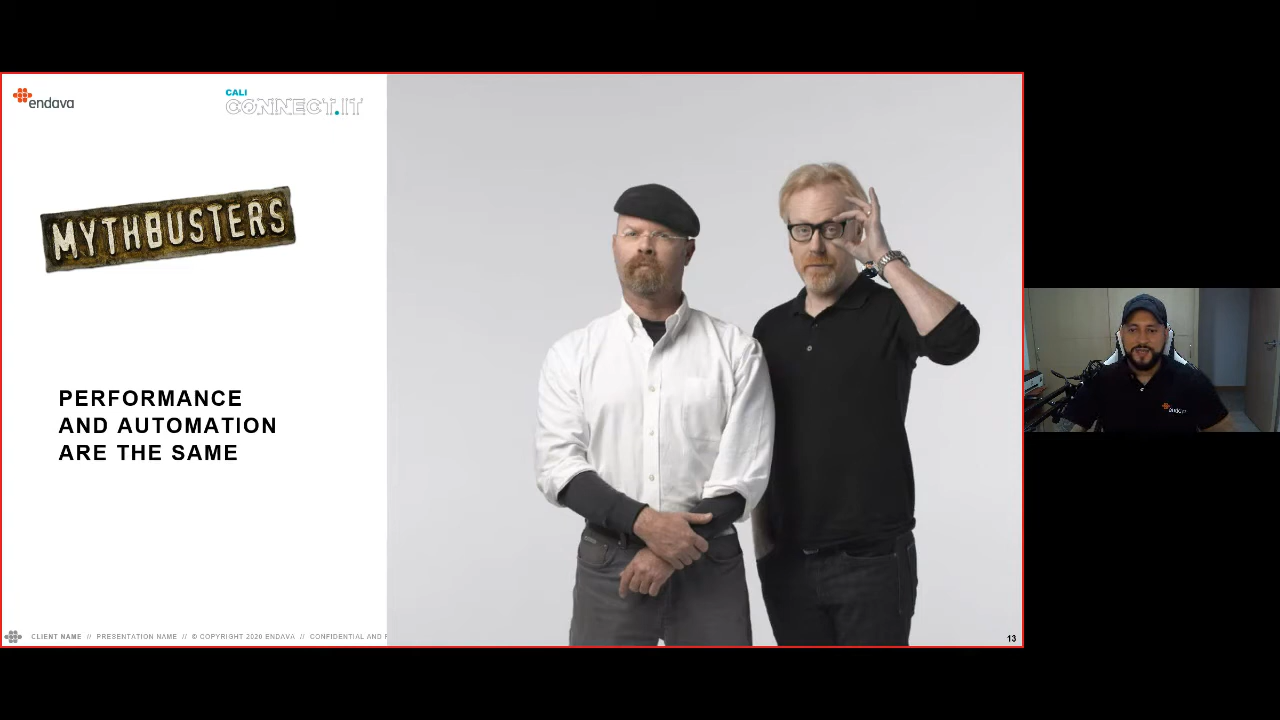 endava
CALI
CONNECT.IT
MYTHBUSTERS
PERFORMANCE
AND AUTOMATION
ARE THE SAME
CLIENT NAME // PRESENTATION NAME // © COPYRIGHT 2020 ENDAVA // CONFIDENTIAL AND
13
endava